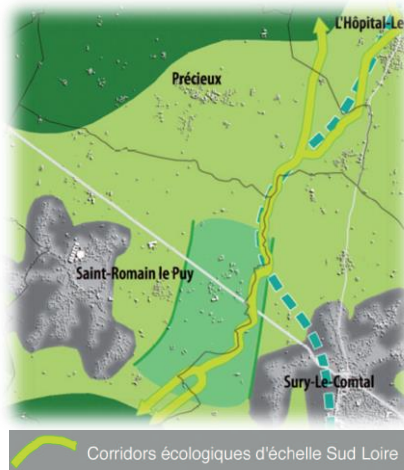 L'Hôpital-Le
Précieux
Saint-Romain le Puy
Sury-Le-Comtal
Corridors écologiques d'échelle Sud Loire